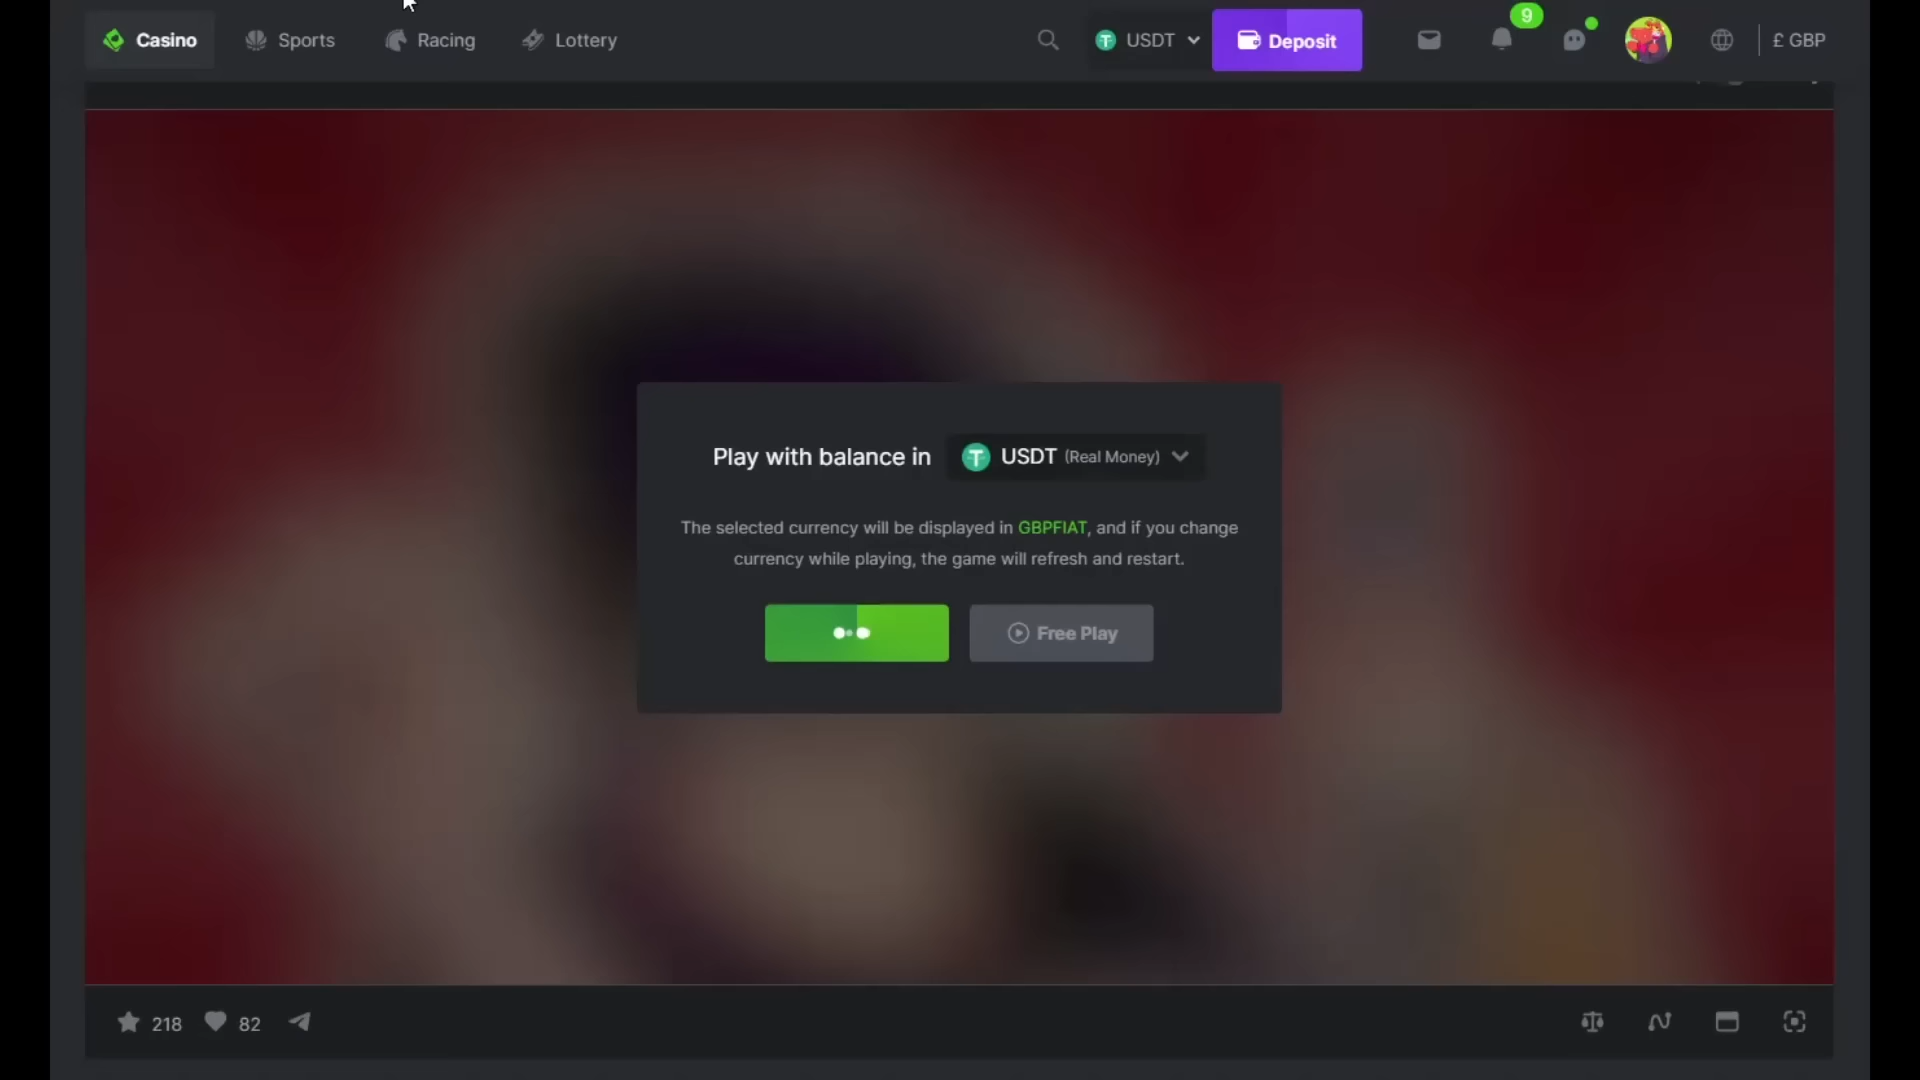 Casino Sports Racing Lottery USDT Deposit 9 £ GBP
Play with balance in USDT (Real Money)
The selected currency will be displayed in GBPFIAT, and if you change
currency while playing, the game will refresh and restart.
Free Play
218 82